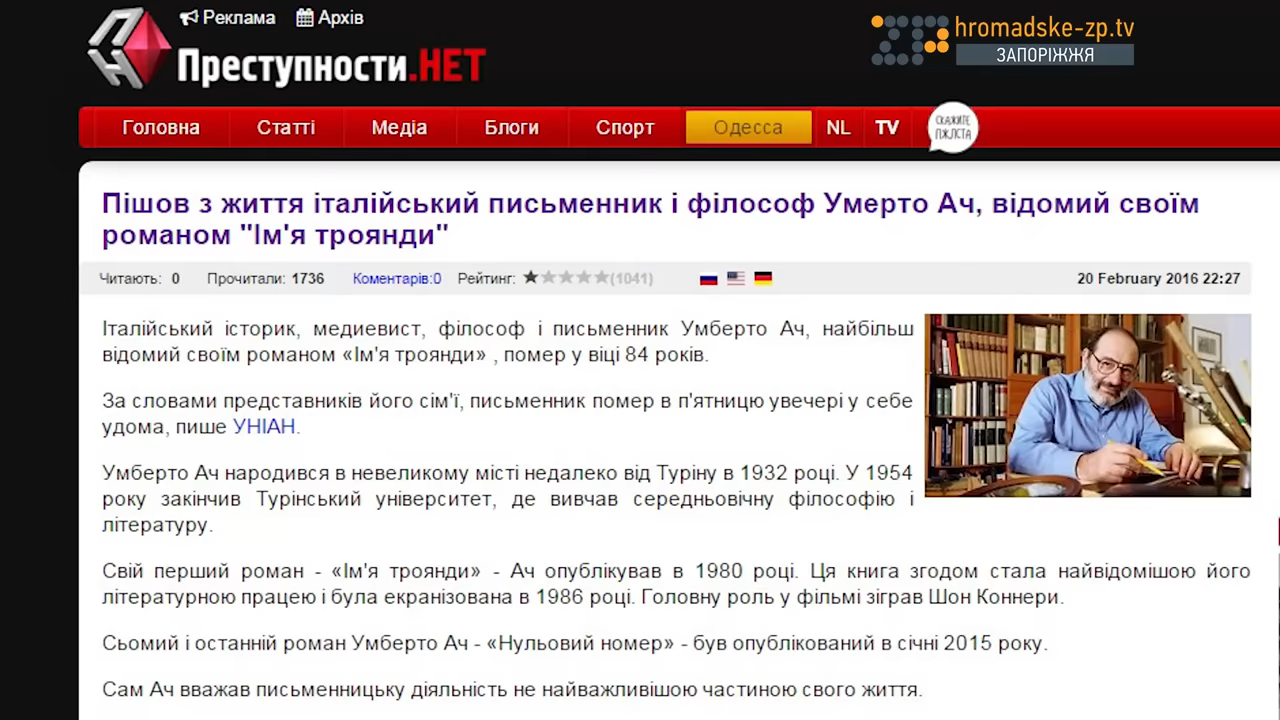 Реклама Архів
hromadske-zp.tv
ЗАПОРІЖЖЯ
Преступности.НЕТ
Головна Статті Медіа Блоги Спорт Одесса NL TV
СКАЖИТЕ
ПЖЛСТА
Пішов з життя італійський письменник і філософ Умерто Ач, відомий своїм
романом "Ім'я троянди"
Читають: 0 Прочитали: 1736 Коментарів:0 Рейтинг: (1041) 20 February 2016 22:27
Італійський історик, медиевист, філософ і письменник Умберто Ач, найбільш
відомий своїм романом «Ім'я троянди» , помер у віці 84 років.
За словами представників його сім'ї, письменник помер в п'ятницю увечері у себе
удома, пише УНІАН.
Умберто Ач народився в невеликому місті недалеко від Туріну в 1932 році. У 1954
року закінчив Турінський університет, де вивчав середньовічну філософію і
літературу.
Свій перший роман - «Ім'я троянди» - Ач опублікував в 1980 році. Ця книга згодом стала найвідомішою його
літературною працею і була екранізована в 1986 році. Головну роль у фільмі зіграв Шон Коннери.
Сьомий і останній роман Умберто Ач - «Нульовий номер» - був опублікований в січні 2015 року.
Сам Ач вважав письменницьку діяльність не найважливішою частиною свого життя.